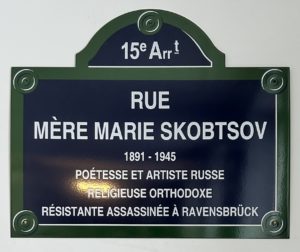 15e Arrt
RUE
MÈRE MARIE SKOBTSOV
1891 - 1945
POÉTESSE ET ARTISTE RUSSE
RELIGIEUSE ORTHODOXE
RÉSISTANTE ASSASSINÉE À RAVENSBRÜCK